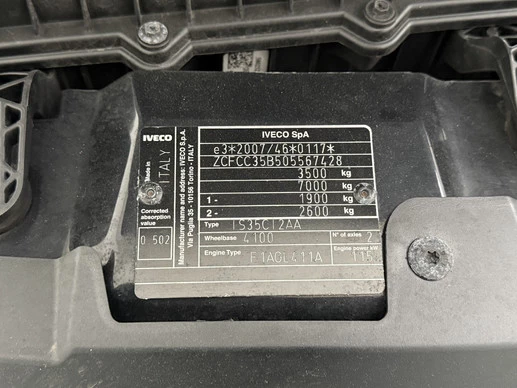 IVECO
IVECO SpA
Made in ITALY
Manufacturer name and address: IVECO S.p.A.
Via Puglia 35 - 10156 Torino - ITALY
Corrected
absorption
value
0 502
e3*2007/46*0117*
ZCFCC35B505567428
3500 kg
7000 kg
1- 1900 kg
2- 2600 kg
Type IS35CI2AA
Wheelbase 4100 N° of axles 2
Engine Type F1AGL411A Engine power kW 115